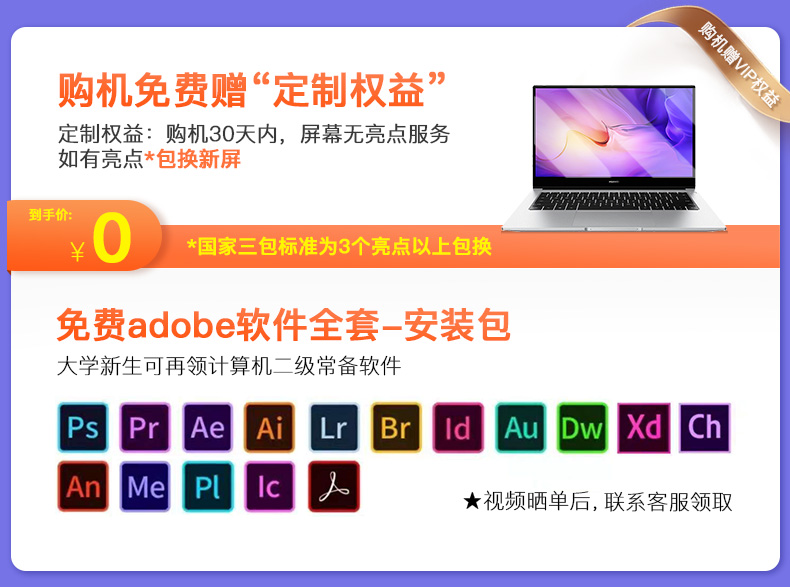 购机赠VIP权益
购机免费赠“定制权益”
定制权益：购机30天内，屏幕无亮点服务
如有亮点*包换新屏
到手价:
￥0
*国家三包标准为3个亮点以上包换
免费adobe软件全套-安装包
大学新生可再领计算机二级常备软件
Ps Pr Ae Ai Lr Br Id Au Dw Xd Ch
An Me Pl Ic
★视频晒单后, 联系客服领取